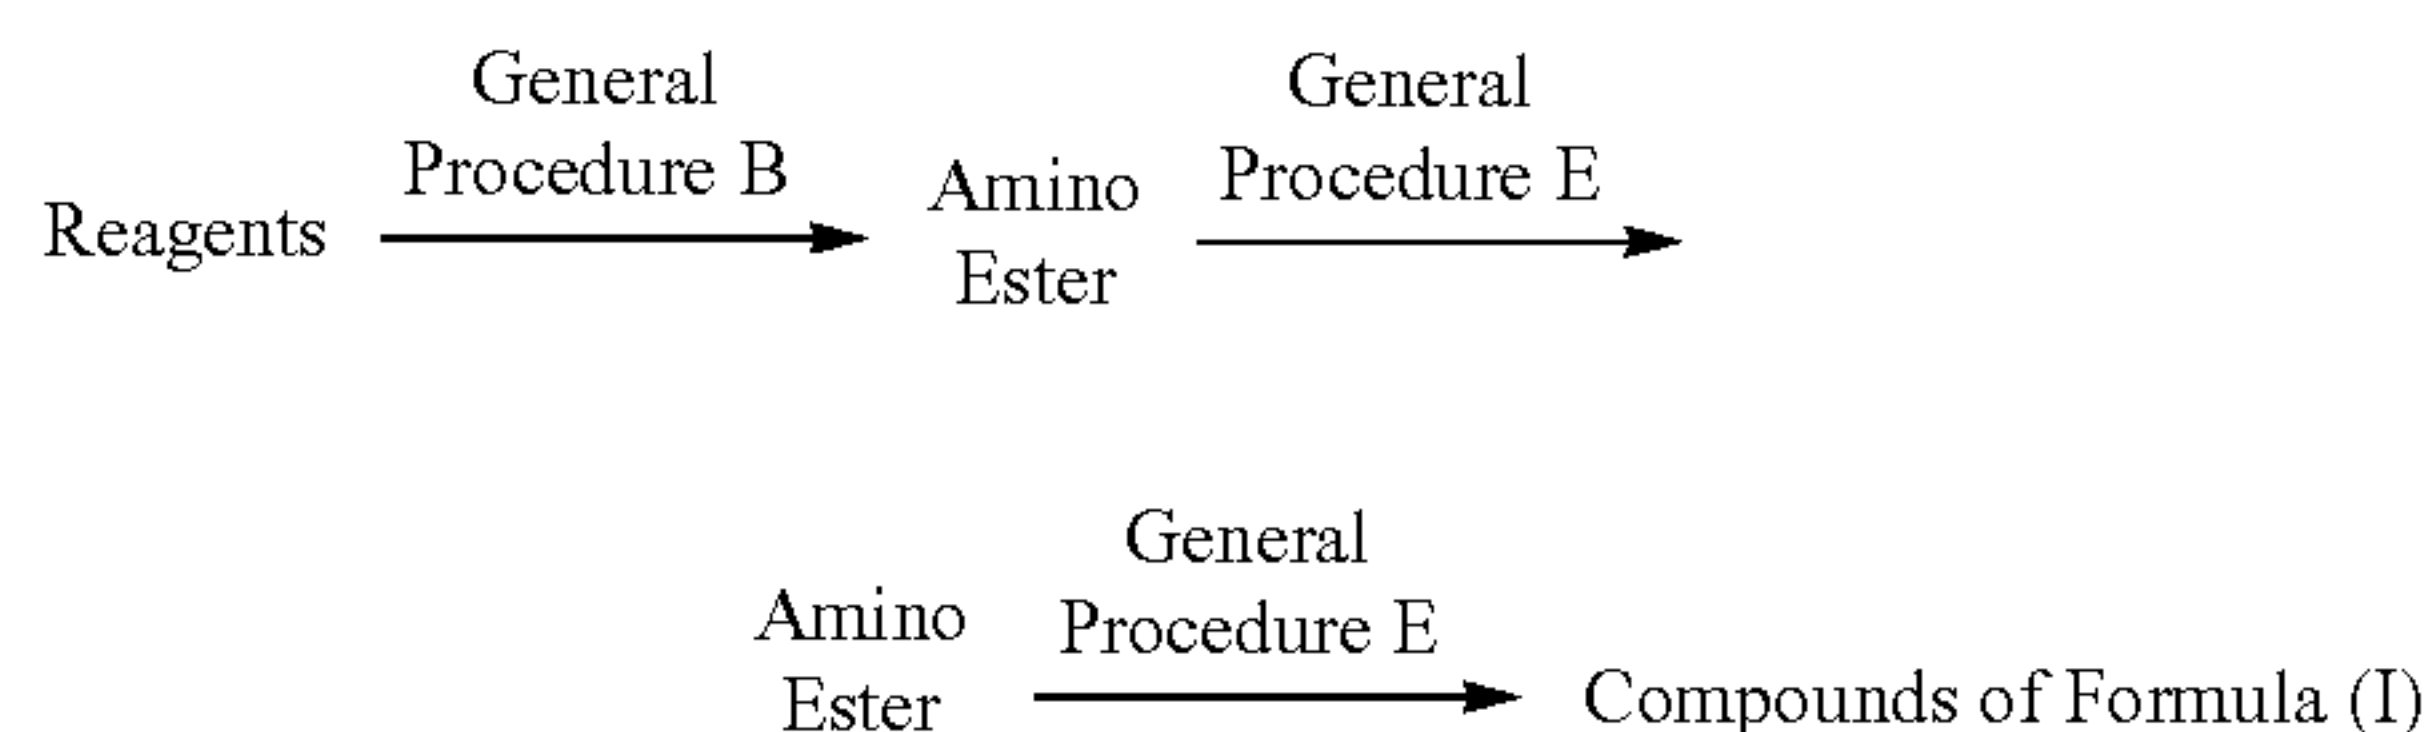 General
Procedure B
Reagents
Amino
Ester
General
Procedure E
Amino
Ester
General
Procedure E
Compounds of Formula (I)